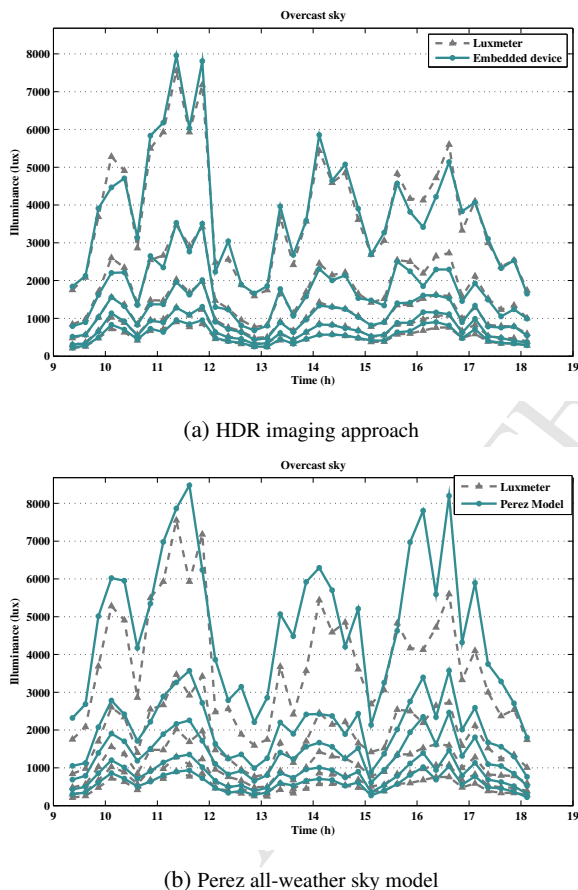 Overcast sky
8000
7000
6000
5000
4000
3000
2000
1000
0
Illuminance (lux)
Luxmeter
Embedded device
9 10 11 12 13 14 15 16 17 18 19
Time (h)
(a) HDR imaging approach
Overcast sky
8000
7000
6000
5000
4000
3000
2000
1000
0
Illuminance (lux)
Luxmeter
Perez Model
9 10 11 12 13 14 15 16 17 18 19
Time (h)
(b) Perez all-weather sky model